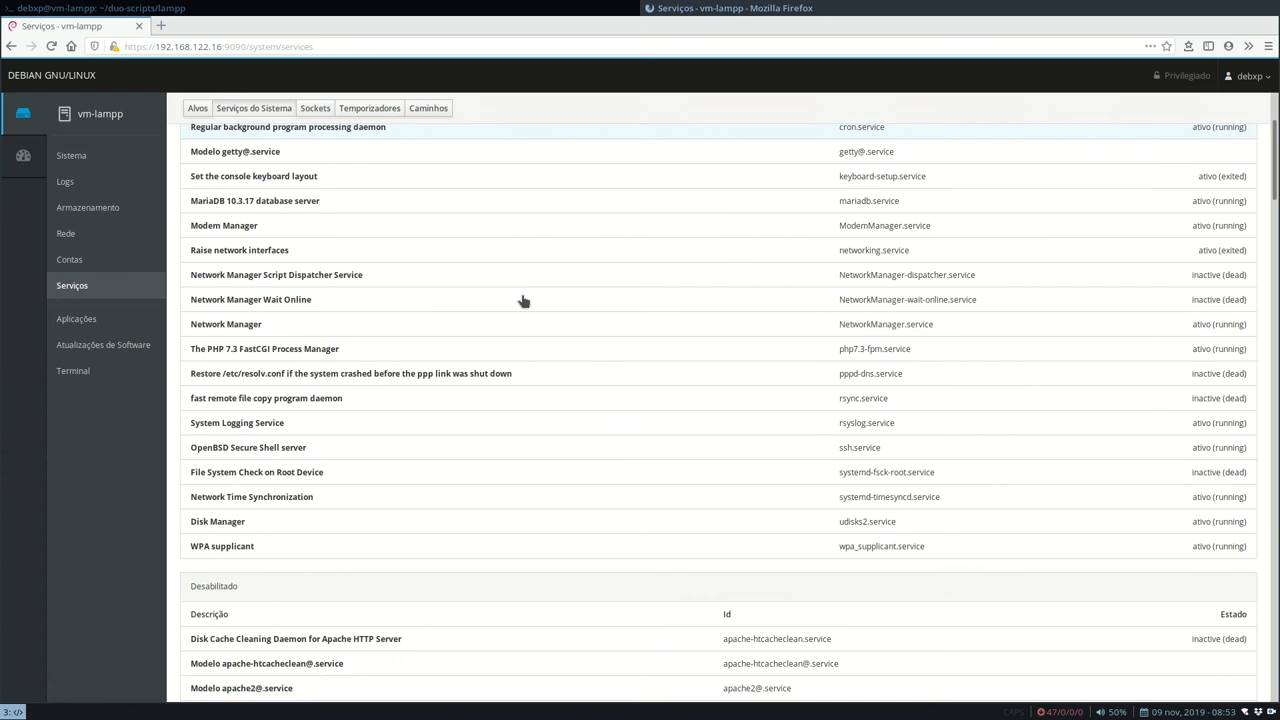 debxp@vm-lampp: ~/duo-scripts/lampp
Serviços - vm-lampp - Mozilla Firefox
Serviços - vm-lampp
https://192.168.122.16:9090/system/services
DEBIAN GNU/LINUX
Privilegiado
debxp
vm-lampp
Sistema
Logs
Armazenamento
Rede
Contas
Serviços
Aplicações
Atualizações de Software
Terminal
Alvos Serviços do Sistema Sockets Temporizadores Caminhos
Regular background program processing daemon cron.service ativo (running)
Modelo getty@.service getty@.service
Set the console keyboard layout keyboard-setup.service ativo (exited)
MariaDB 10.3.17 database server mariadb.service ativo (running)
Modem Manager ModemManager.service ativo (running)
Raise network interfaces networking.service ativo (exited)
Network Manager Script Dispatcher Service NetworkManager-dispatcher.service inactive (dead)
Network Manager Wait Online NetworkManager-wait-online.service inactive (dead)
Network Manager NetworkManager.service ativo (running)
The PHP 7.3 FastCGI Process Manager php7.3-fpm.service ativo (running)
Restore /etc/resolv.conf if the system crashed before the ppp link was shut down pppd-dns.service inactive (dead)
fast remote file copy program daemon rsync.service inactive (dead)
System Logging Service rsyslog.service ativo (running)
OpenBSD Secure Shell server ssh.service ativo (running)
File System Check on Root Device systemd-fsck-root.service inactive (dead)
Network Time Synchronization systemd-timesyncd.service ativo (running)
Disk Manager udisks2.service ativo (running)
WPA supplicant wpa_supplicant.service ativo (running)
Desabilitado
Descrição Id Estado
Disk Cache Cleaning Daemon for Apache HTTP Server apache-htcacheclean.service inactive (dead)
Modelo apache-htcacheclean@.service apache-htcacheclean@.service
Modelo apache2@.service apache2@.service
3: </> CAPS 47/0/0/0 50% 09 nov, 2019 - 08:53